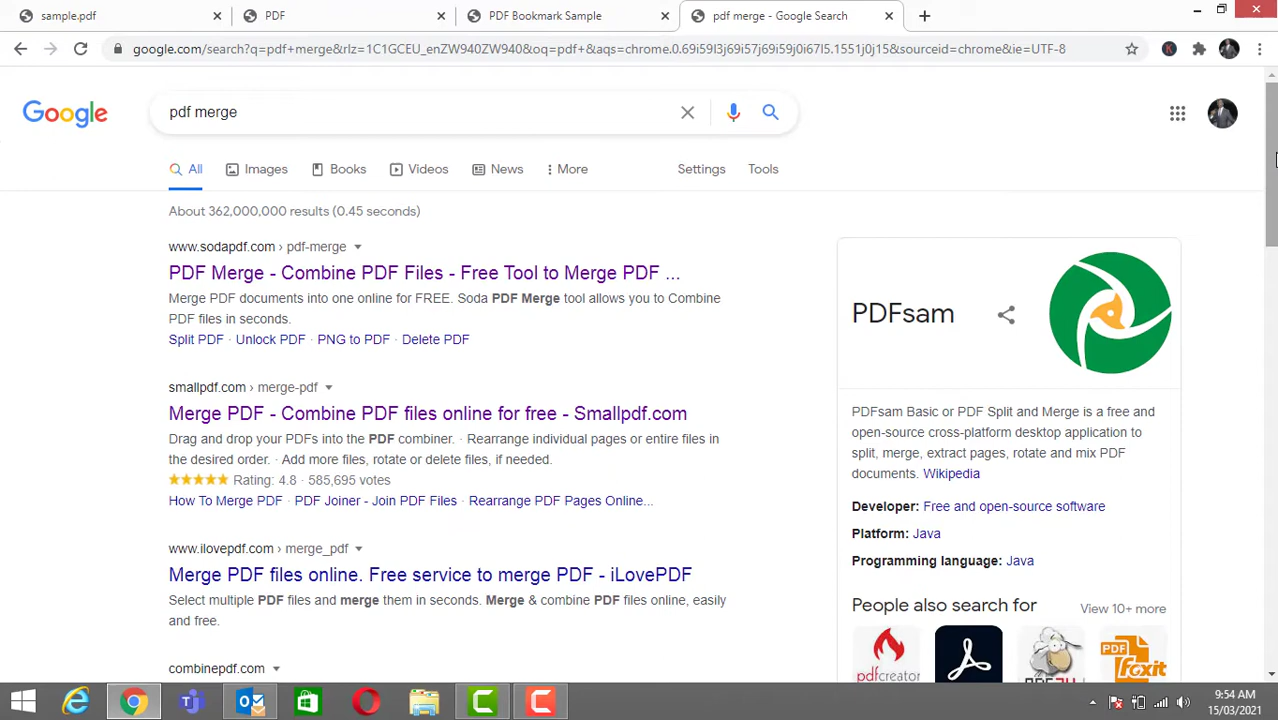 sample.pdf
PDF
PDF Bookmark Sample
pdf merge - Google Search
google.com/search?q=pdf+merge&rlz=1C1GCEU_enZW940ZW940&oq=pdf+&aqs=chrome.0.69i59l3j69i57j69i59j0i67l5.1551j0j15&sourceid=chrome&ie=UTF-8
K
Google
pdf merge
All
Images
Books
Videos
News
More
Settings
Tools
About 362,000,000 results (0.45 seconds)
www.sodapdf.com › pdf-merge
PDF Merge - Combine PDF Files - Free Tool to Merge PDF ...
Merge PDF documents into one online for FREE. Soda PDF Merge tool allows you to Combine
PDF files in seconds.
Split PDF · Unlock PDF · PNG to PDF · Delete PDF
smallpdf.com › merge-pdf
Merge PDF - Combine PDF files online for free - Smallpdf.com
Drag and drop your PDFs into the PDF combiner. · Rearrange individual pages or entire files in
the desired order. · Add more files, rotate or delete files, if needed.
Rating: 4.8 · 585,695 votes
How To Merge PDF · PDF Joiner - Join PDF Files · Rearrange PDF Pages Online...
www.ilovepdf.com › merge_pdf
Merge PDF files online. Free service to merge PDF - iLovePDF
Select multiple PDF files and merge them in seconds. Merge & combine PDF files online, easily
and free.
combinepdf.com
PDFsam
PDFsam Basic or PDF Split and Merge is a free and
open-source cross-platform desktop application to
split, merge, extract pages, rotate and mix PDF
documents. Wikipedia
Developer: Free and open-source software
Platform: Java
Programming language: Java
People also search for
View 10+ more
pdfcreator
PDF
foxit
9:54 AM
15/03/2021